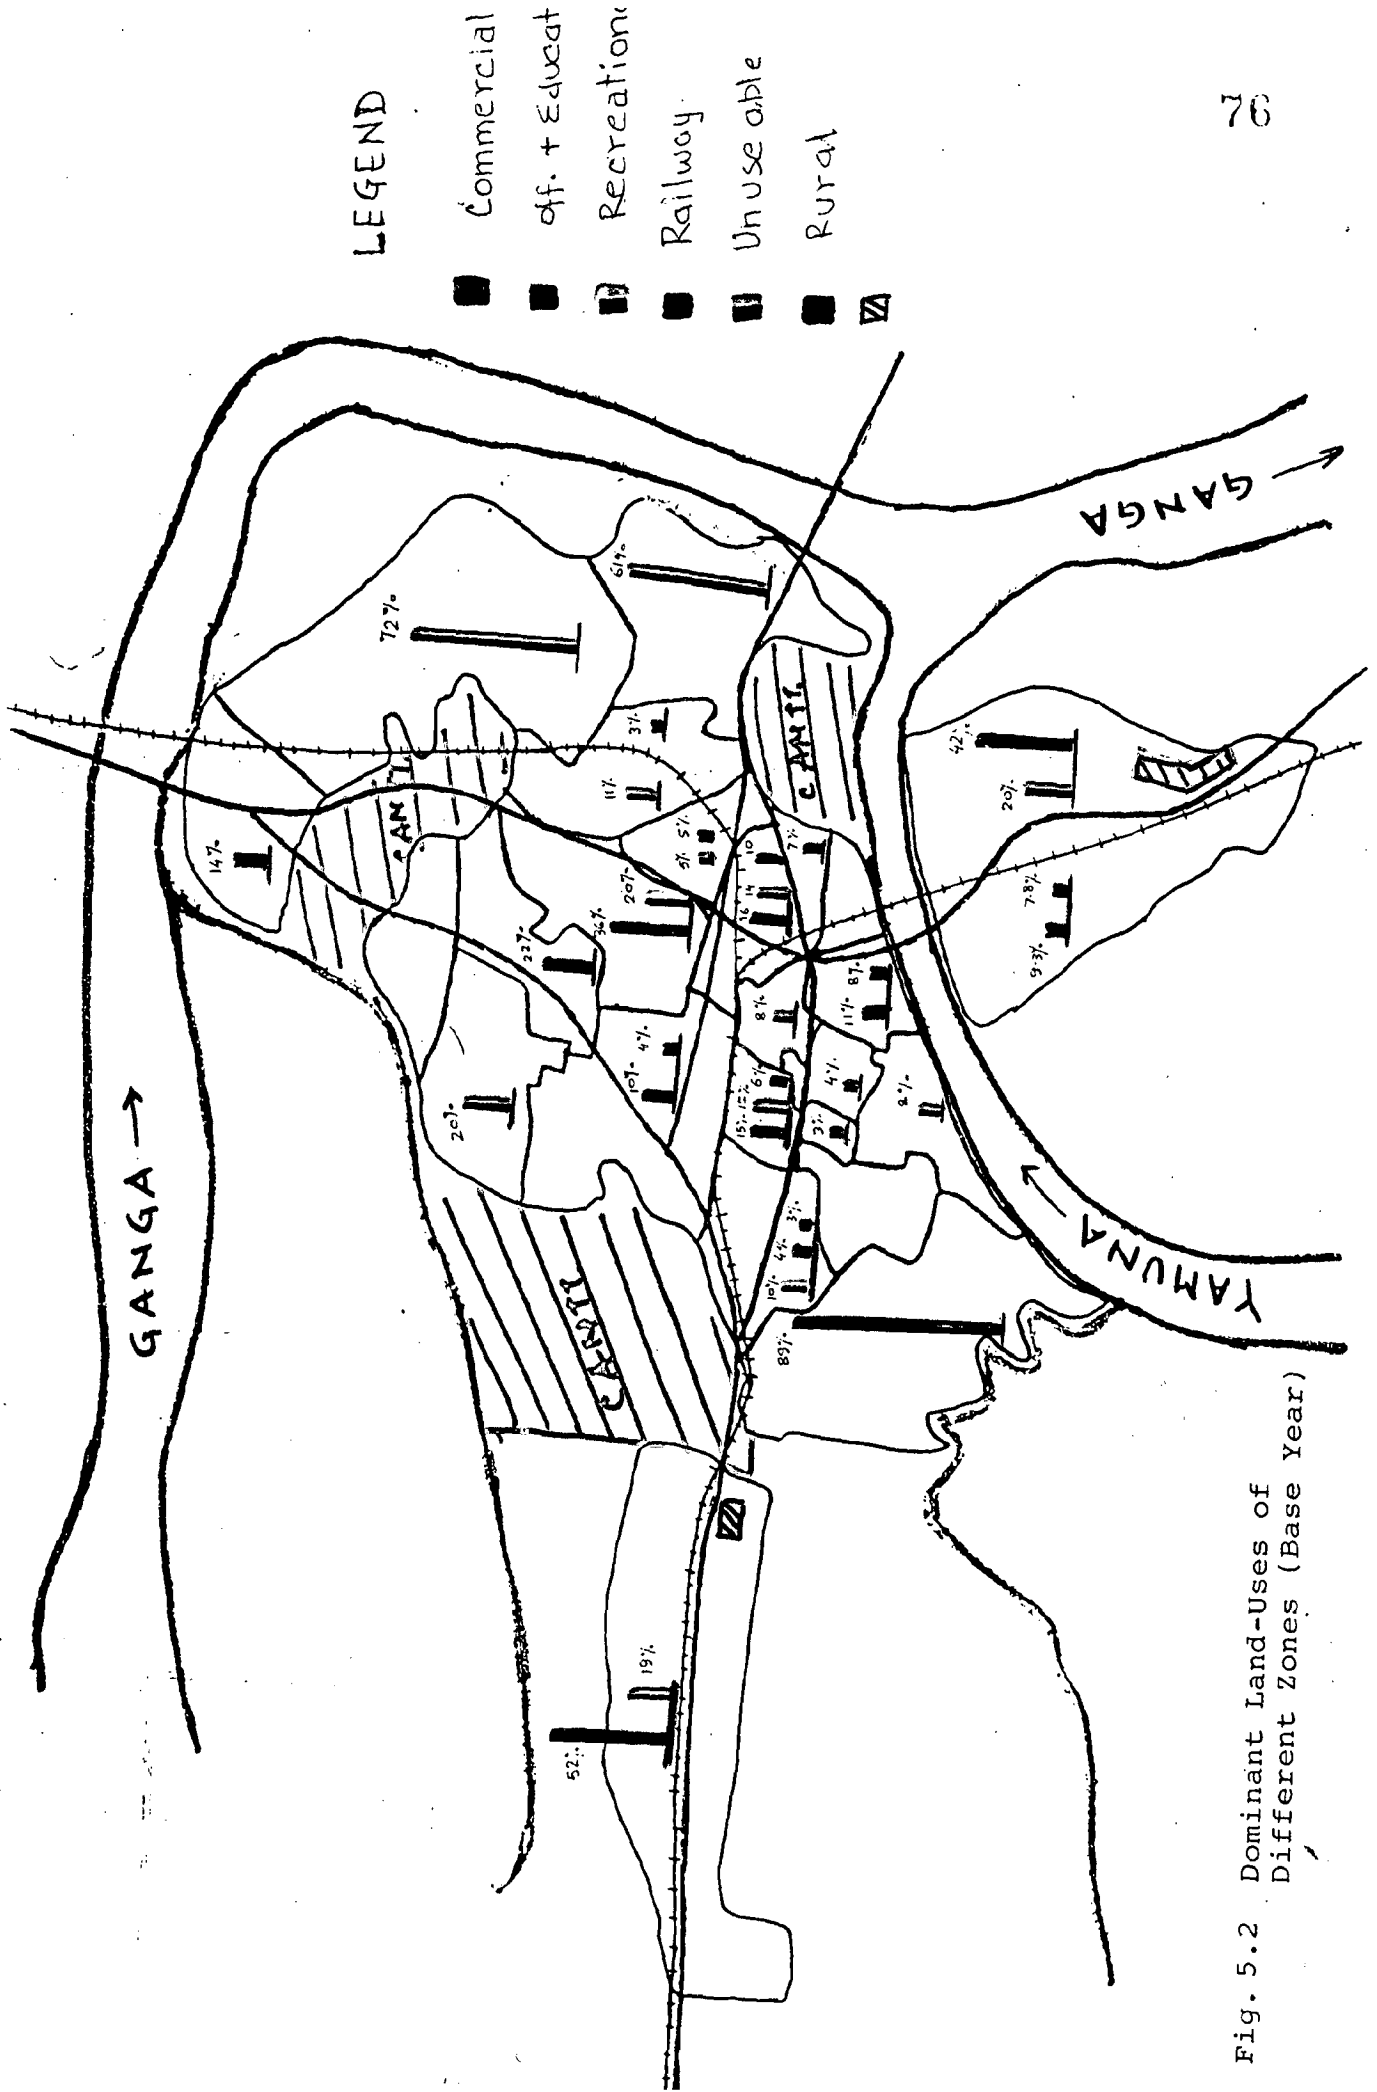 76
LEGEND
Commercial
off. + Educat
Recreation
Railway.
Unuseable
Rural
GANGA →
GANGA →
YAMUNA
CANTT.
CANTT.
CANTT
72%
61%
14%
3%
11%
5%
5%
20%
36%
22%
10
14
16
7%
42%
20%
7.8%
9.3%
20%
10%
4%
8%
8%
11%
15%
12%
6%
4%
3%
2%
10%
4%
3%
89%
19%
52%
Fig. 5.2 Dominant Land-Uses of
Different Zones (Base Year)